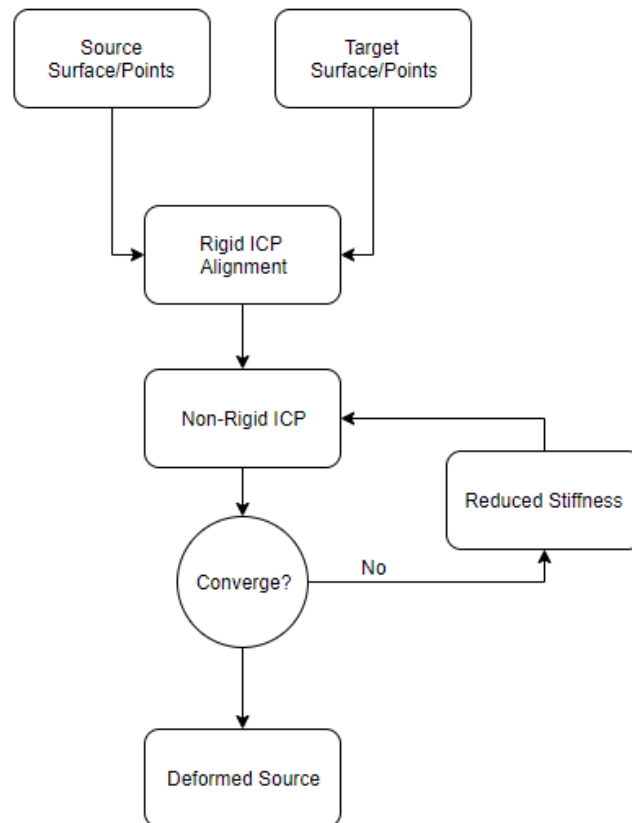 Source
Surface/Points
Target
Surface/Points
Rigid ICP
Alignment
Non-Rigid ICP
Reduced Stiffness
Converge?
No
Deformed Source